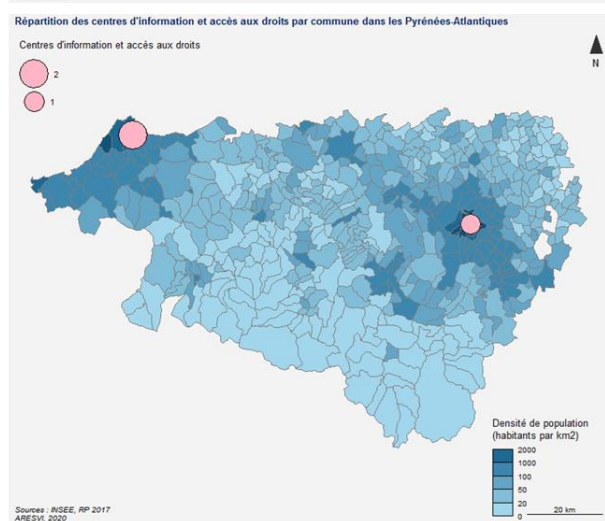 Répartition des centres d'information et accès aux droits par commune dans les Pyrénées-Atlantiques
Centres d'information et accès aux droits
2
1
N
Densité de population
(habitants par km2)
2000
1000
100
50
20
0
20 km
Sources : INSEE, RP 2017
ARESVI, 2020